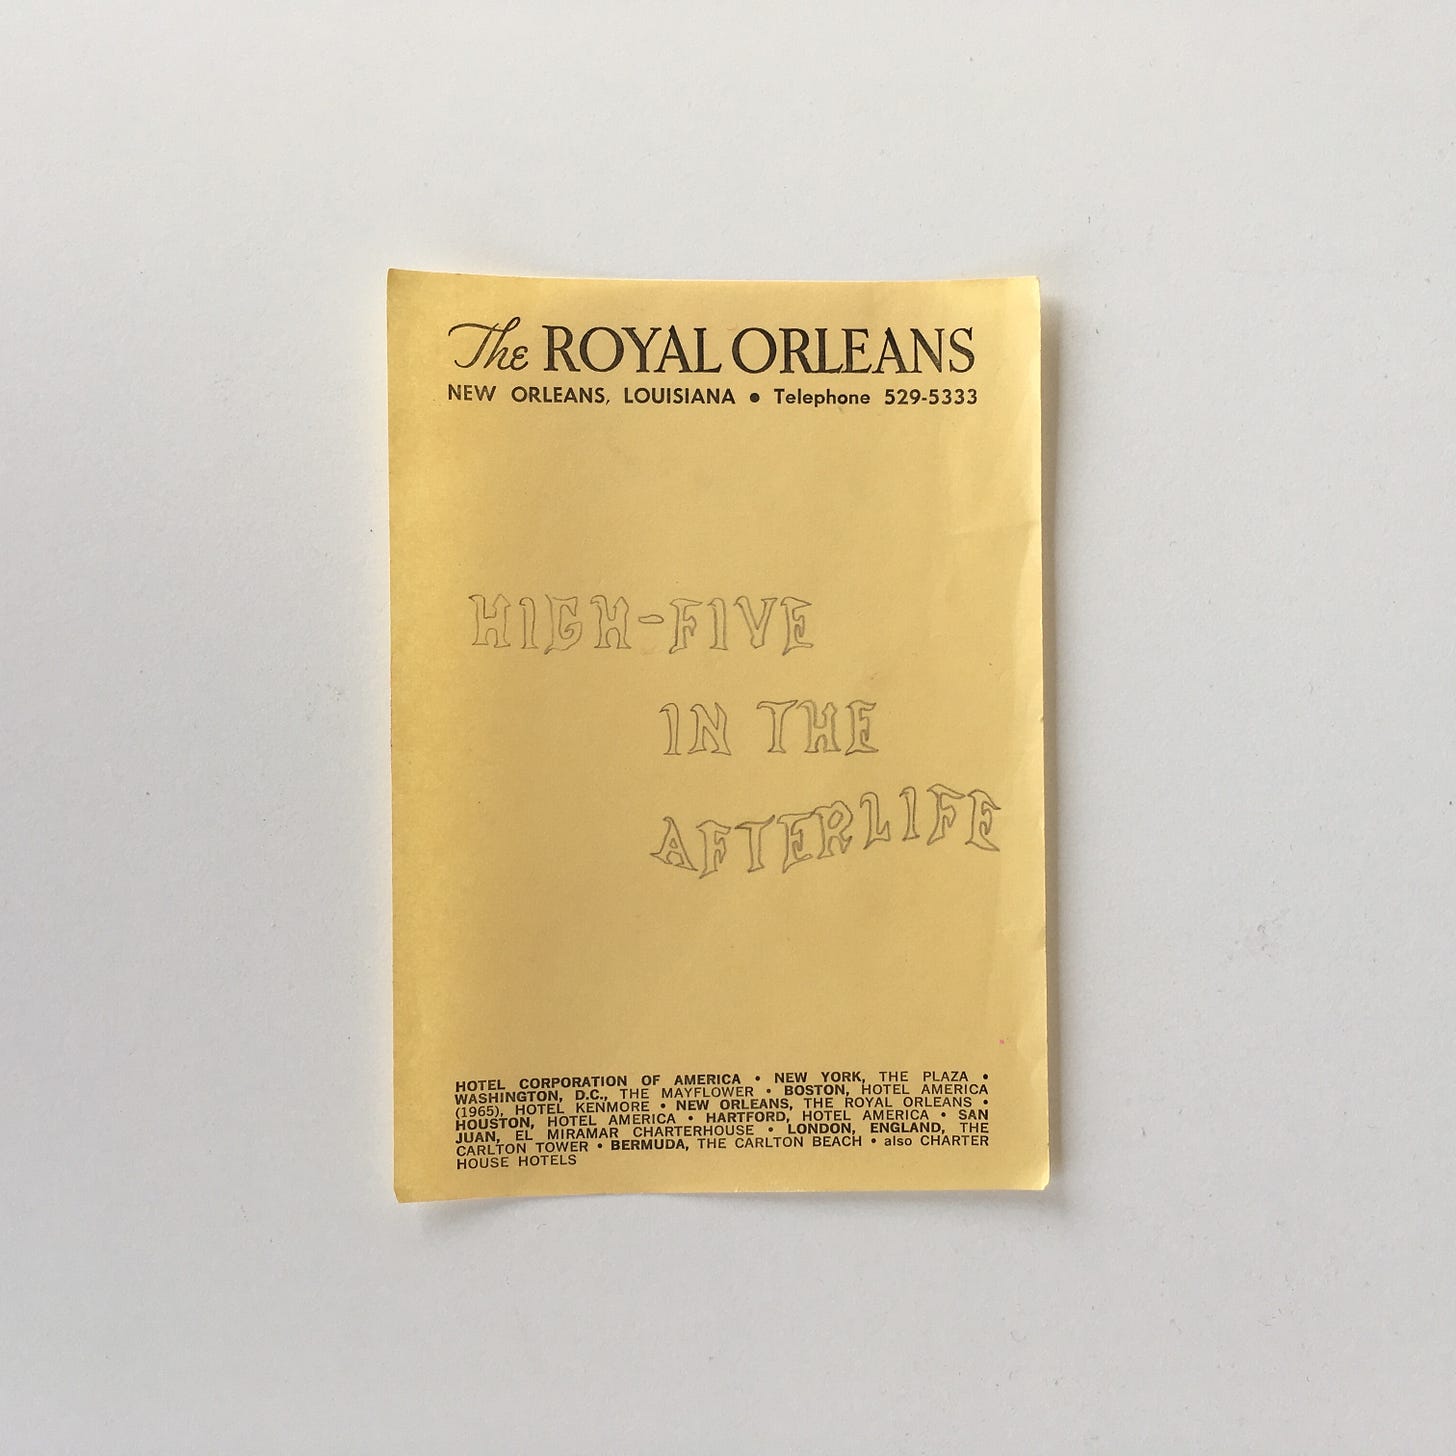 The ROYAL ORLEANS
NEW ORLEANS, LOUISIANA • Telephone 529-5333
HIGH-FIVE
IN THE
AFTERLIFE
HOTEL CORPORATION OF AMERICA • NEW YORK, THE PLAZA •
WASHINGTON, D.C., THE MAYFLOWER • BOSTON, HOTEL AMERICA
(1965), HOTEL KENMORE • NEW ORLEANS, THE ROYAL ORLEANS •
HOUSTON, HOTEL AMERICA • HARTFORD, HOTEL AMERICA • SAN
JUAN, EL MIRAMAR CHARTERHOUSE • LONDON, ENGLAND, THE
CARLTON TOWER • BERMUDA, THE CARLTON BEACH • also CHARTER
HOUSE HOTELS